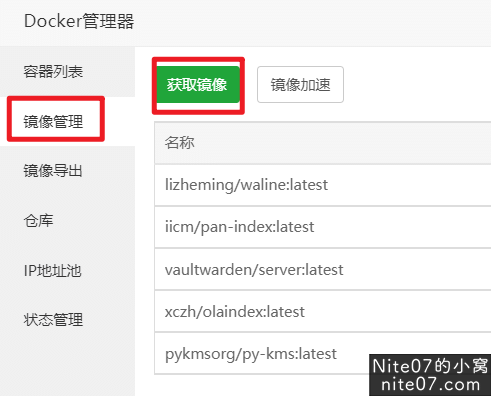 Docker管理器
容器列表
镜像管理
镜像导出
仓库
IP地址池
状态管理
获取镜像 镜像加速
名称
lizheming/waline:latest
iicm/pan-index:latest
vaultwarden/server:latest
xczh/olaindex:latest
pykmsorg/py-kms:latest
Nite07的小窝
nite07.com